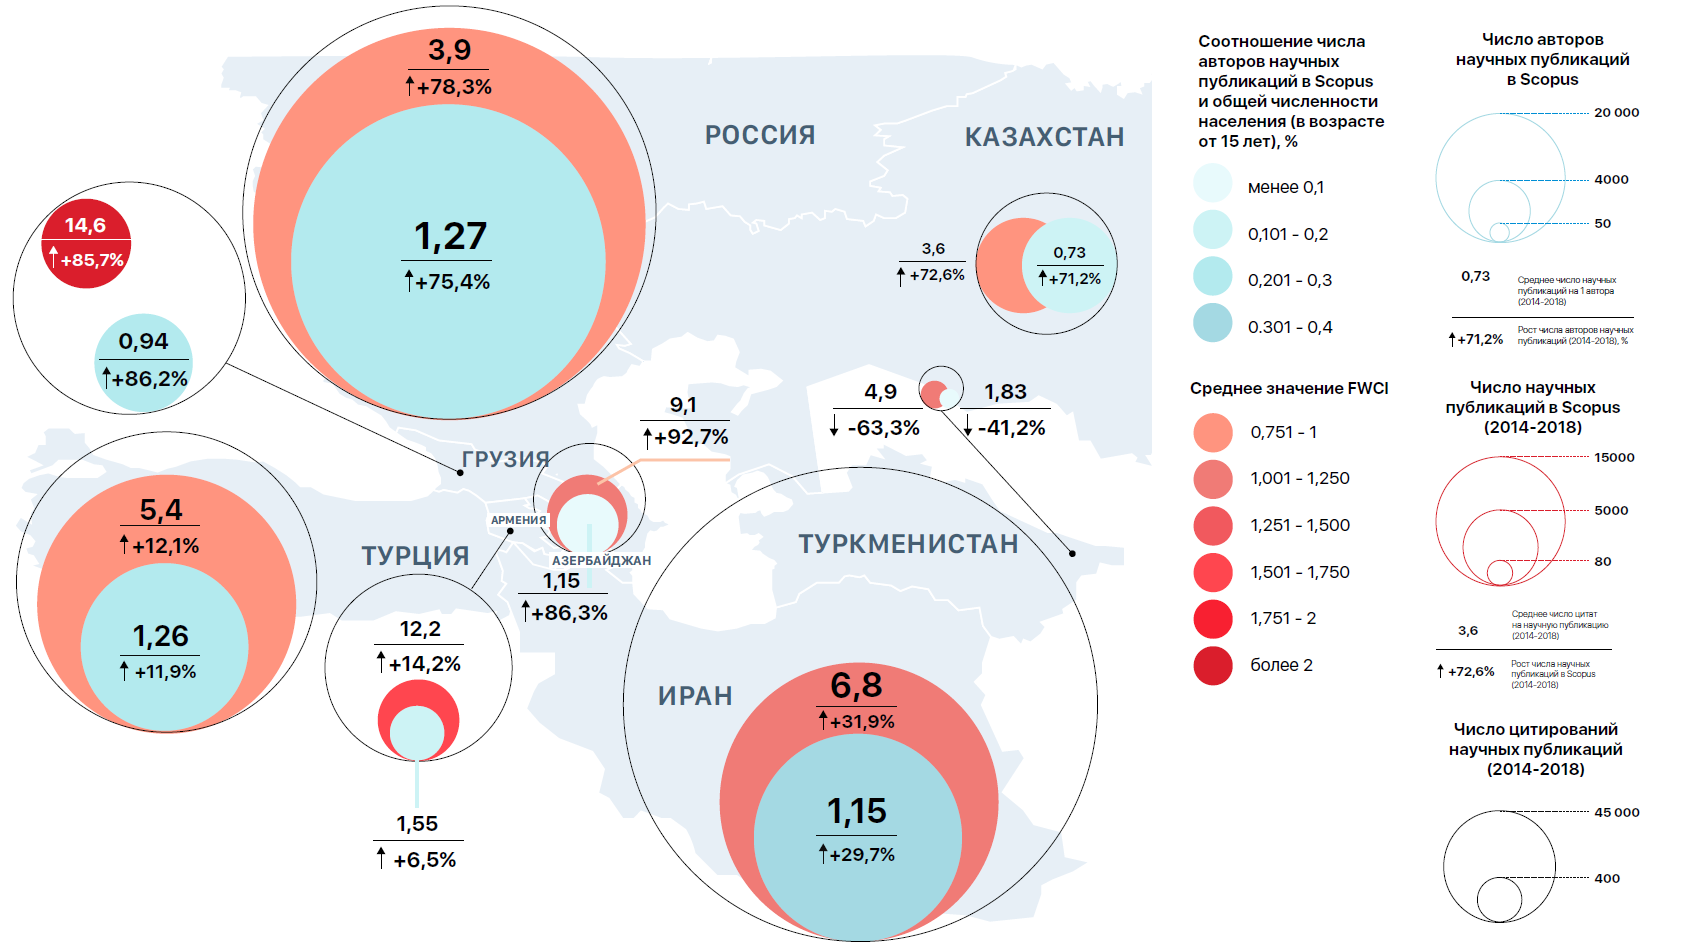 3,9
+78,3%
1,27
+75,4%
РОССИЯ
КАЗАХСТАН
14,6
+85,7%
0,94
+86,2%
3,6
+72,6%
0,73
+71,2%
4,9
-63,3%
1,83
-41,2%
9,1
+92,7%
ГРУЗИЯ
АРМЕНИЯ
АЗЕРБАЙДЖАН
1,15
+86,3%
ТУРЦИЯ
5,4
+12,1%
1,26
+11,9%
12,2
+14,2%
1,55
+6,5%
ТУРКМЕНИСТАН
ИРАН
6,8
+31,9%
1,15
+29,7%
Соотношение числа
авторов научных
публикаций в Scopus
и общей численности
населения (в возрасте
от 15 лет), %
менее 0,1
0,101 - 0,2
0,201 - 0,3
0.301 - 0,4
Среднее значение FWCI
0,751 - 1
1,001 - 1,250
1,251 - 1,500
1,501 - 1,750
1,751 - 2
более 2
Число авторов
научных публикаций
в Scopus
20 000
4000
50
0,73
Среднее число научных
публикаций на 1 автора
(2014-2018)
+71,2%
Рост числа авторов научных
публикаций (2014-2018), %
Число научных
публикаций в Scopus
(2014-2018)
15000
5000
80
3,6
Среднее число цитат
на научную публикацию
(2014-2018)
+72,6%
Рост числа научных
публикаций в Scopus
(2014-2018)
Число цитирований
научных публикаций
(2014-2018)
45 000
400